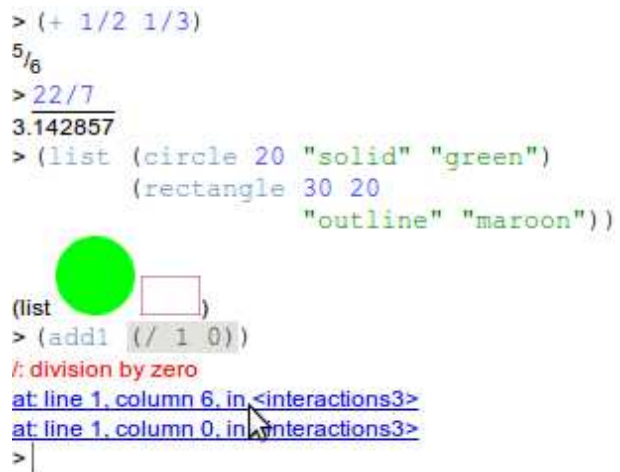 > (+ 1/2 1/3)
5/6
> 22/7
3.142857
> (list (circle 20 "solid" "green")
(rectangle 30 20
"outline" "maroon"))
(list )
> (add1 (/ 1 0))
/: division by zero
at: line 1, column 6, in <interactions3>
at: line 1, column 0, in <interactions3>
>